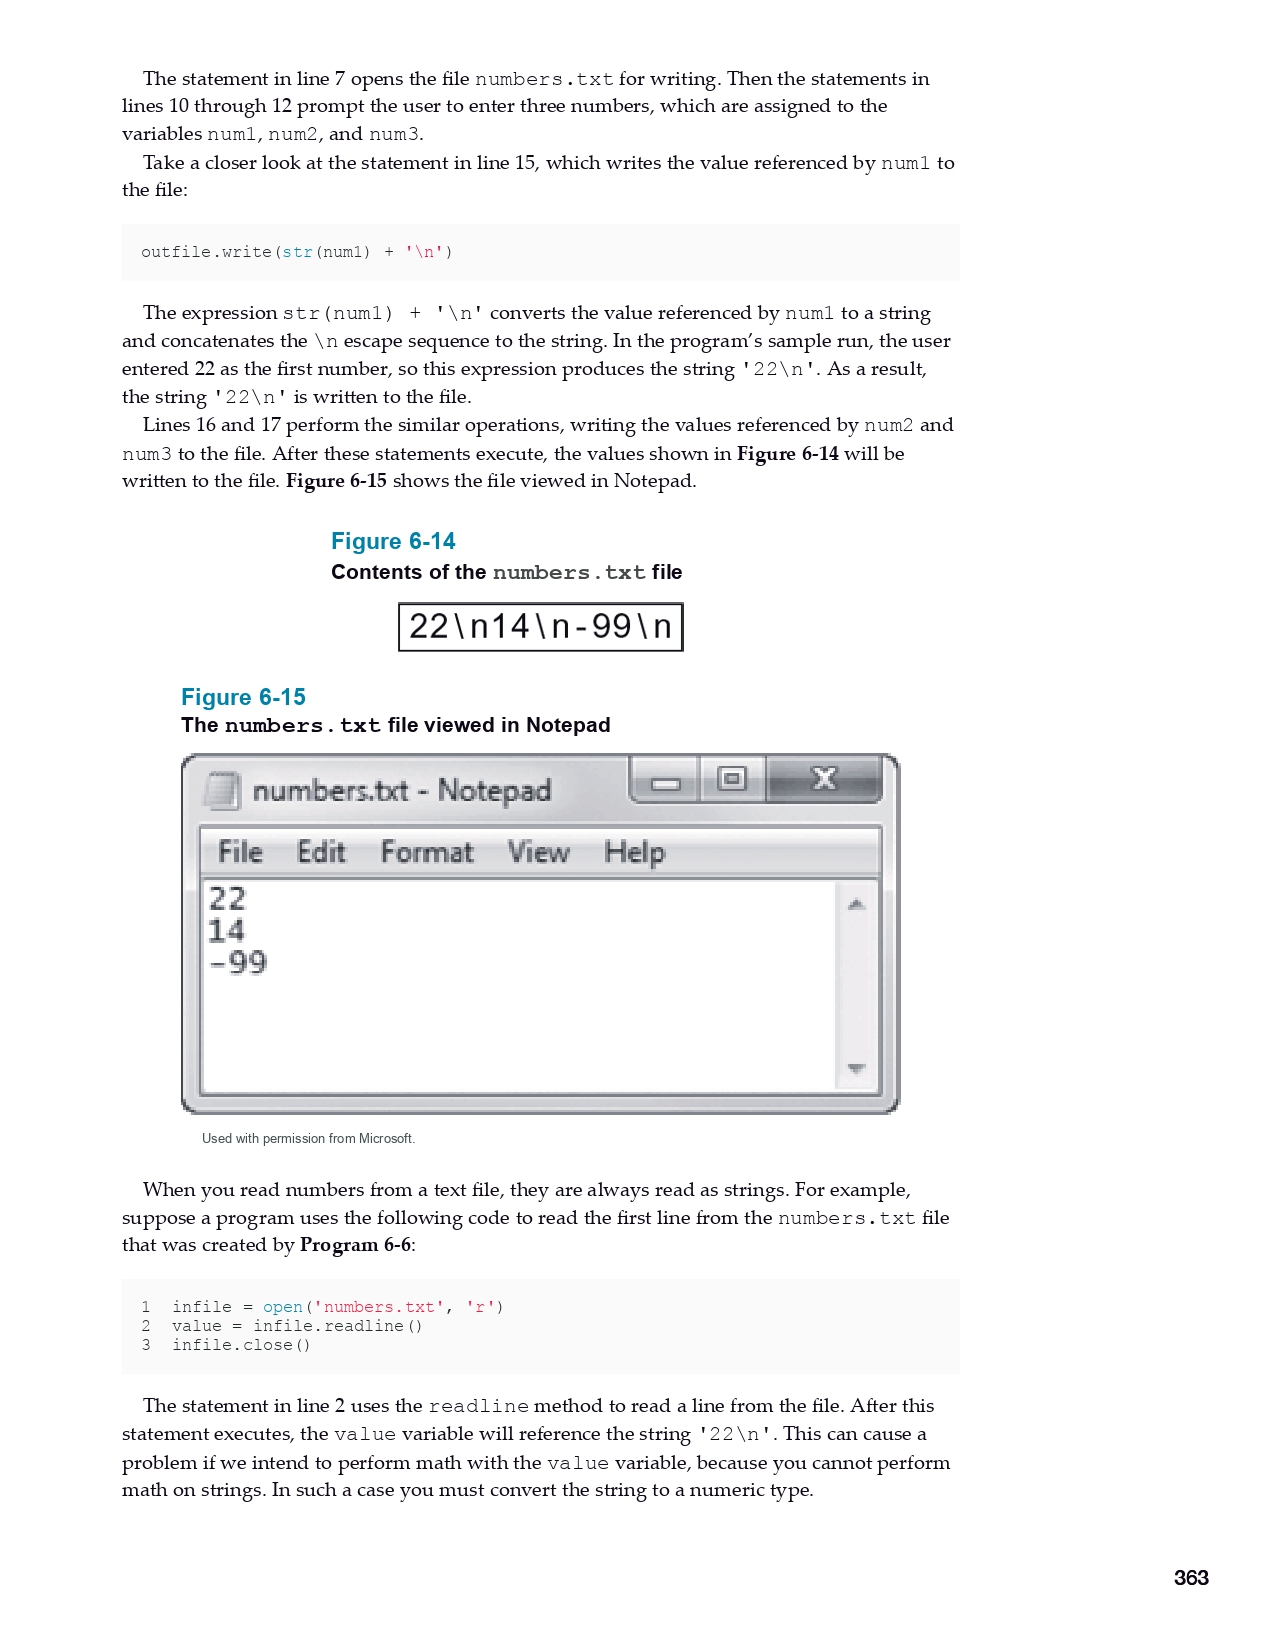 The statement in line 7 opens the file numbers.txt for writing. Then the statements in
lines 10 through 12 prompt the user to enter three numbers, which are assigned to the
variables num1, num2, and num3.
Take a closer look at the statement in line 15, which writes the value referenced by num1 to
the file:
outfile.write(str(num1) + '\n')
The expression str(num1) + '\n' converts the value referenced by num1 to a string
and concatenates the \n escape sequence to the string. In the program’s sample run, the user
entered 22 as the first number, so this expression produces the string '22\n'. As a result,
the string '22\n' is written to the file.
Lines 16 and 17 perform the similar operations, writing the values referenced by num2 and
num3 to the file. After these statements execute, the values shown in Figure 6-14 will be
written to the file. Figure 6-15 shows the file viewed in Notepad.
Figure 6-14
Contents of the numbers.txt file
22\n14\n-99\n
Figure 6-15
The numbers.txt file viewed in Notepad
numbers.txt - Notepad
File Edit Format View Help
22
14
-99
Used with permission from Microsoft.
When you read numbers from a text file, they are always read as strings. For example,
suppose a program uses the following code to read the first line from the numbers.txt file
that was created by Program 6-6:
1 infile = open('numbers.txt', 'r')
2 value = infile.readline()
3 infile.close()
The statement in line 2 uses the readline method to read a line from the file. After this
statement executes, the value variable will reference the string '22\n'. This can cause a
problem if we intend to perform math with the value variable, because you cannot perform
math on strings. In such a case you must convert the string to a numeric type.
363